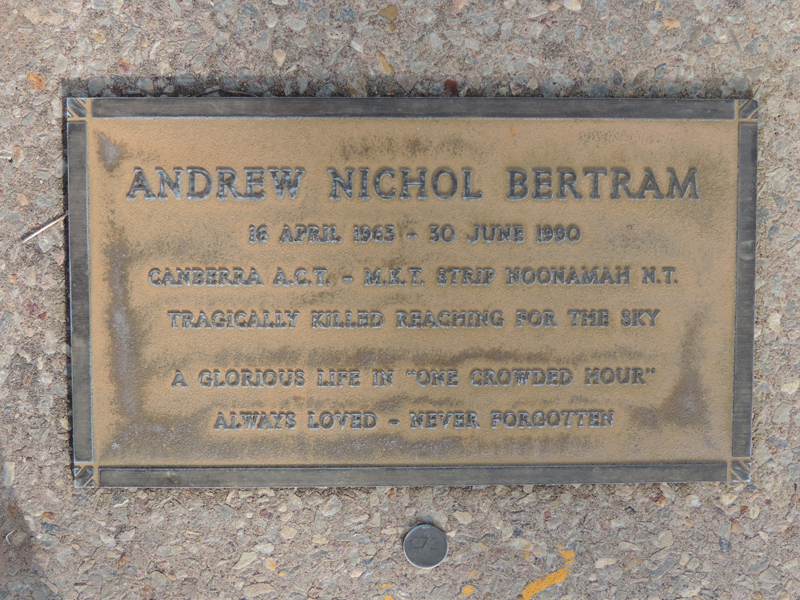 ANDREW NICHOL BERTRAM
16 APRIL 1963 - 30 JUNE 1990
CANBERRA A.C.T. - M.K.T. STRIP NOONAMAH N.T.
TRAGICALLY KILLED REACHING FOR THE SKY
A GLORIOUS LIFE IN "ONE CROWDED HOUR"
ALWAYS LOVED - NEVER FORGOTTEN